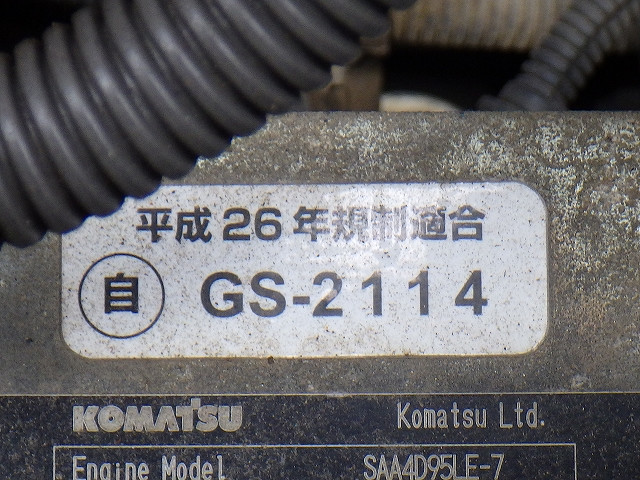 平成26年規制適合
自 GS-2114
KOMATSU Komatsu Ltd.
Engine Model SAA4D95LE-7